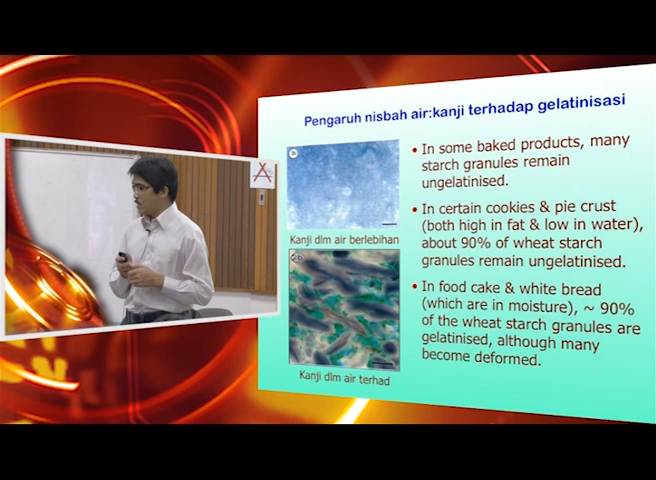 Pengaruh nisbah air:kanji terhadap gelatinisasi
• In some baked products, many
starch granules remain
ungelatinised.
Kanji dlm air berlebihan
• In certain cookies & pie crust
(both high in fat & low in water),
about 90% of wheat starch
granules remain ungelatinised.
• In food cake & white bread
(which are in moisture), ~ 90%
of the wheat starch granules are
gelatinised, although many
become deformed.
Kanji dlm air terhad